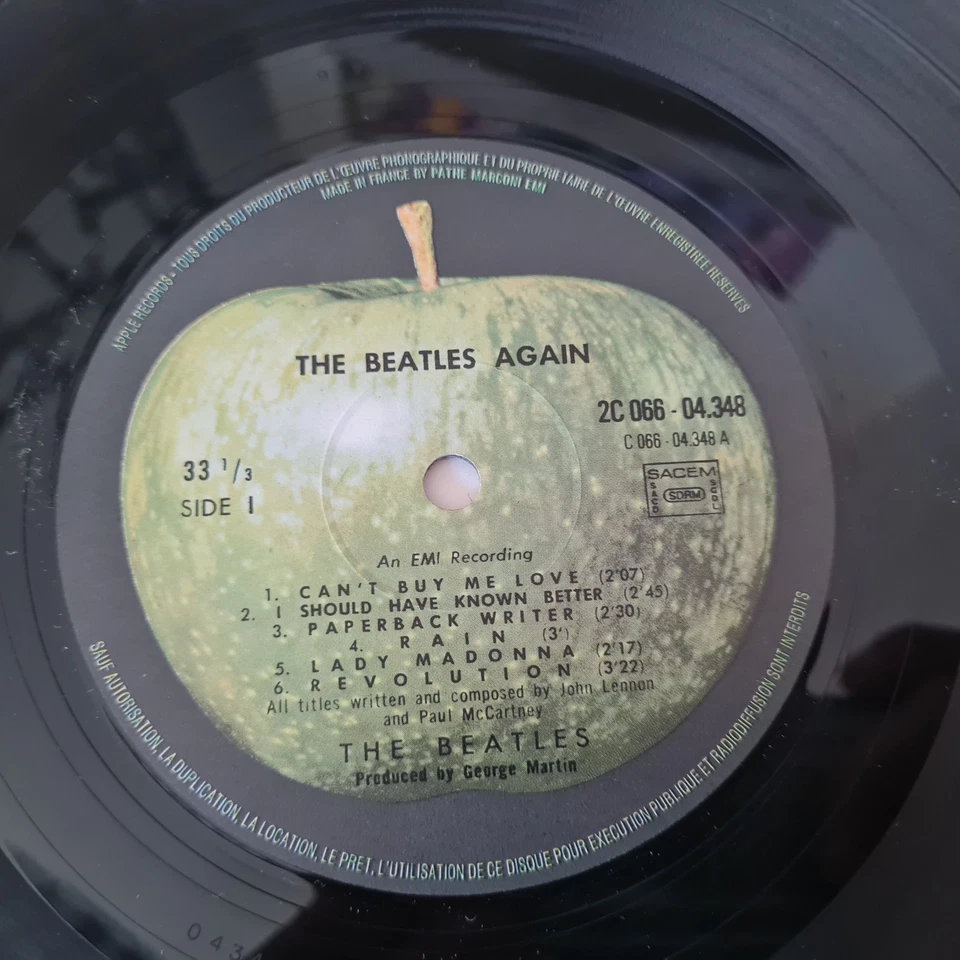 APPLE RECORDS - TOUS DROITS DU PRODUCTEUR DE L'ŒUVRE PHONOGRAPHIQUE ET DU PROPRIETAIRE DE L'ŒUVRE ENREGISTREE RESERVES
MADE IN FRANCE BY PATHE MARCONI EMI
THE BEATLES AGAIN
2C 066 - 04.348
C 066 - 04.348 A
33 1/3
SIDE 1
SACEM
SACD
SDRM
SGDL
An EMI Recording
1. CAN'T BUY ME LOVE (2'07)
2. I SHOULD HAVE KNOWN BETTER (2'45)
3. PAPERBACK WRITER (2'30)
4. RAIN (3')
5. LADY MADONNA (2'17)
6. REVOLUTION (3'22)
All titles written and composed by John Lennon
and Paul McCartney
THE BEATLES
Produced by George Martin
SAUF AUTORISATION, LA DUPLICATION, LA LOCATION, LE PRET, L'UTILISATION DE CE DISQUE POUR EXECUTION PUBLIQUE ET RADIODIFFUSION SONT INTERDITS